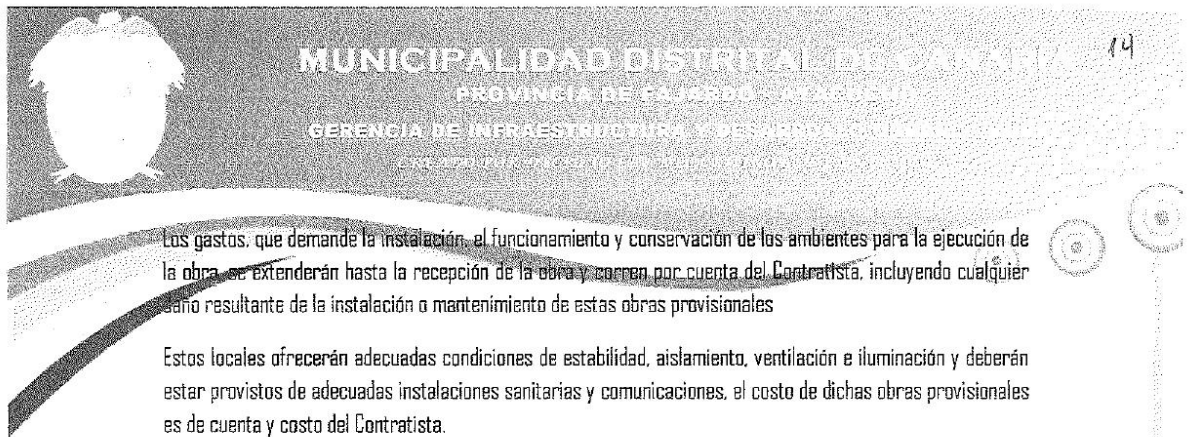 14
MUNICIPALIDAD DISTRITAL DE
PROVINCIA DE FAJARDO
GERENCIA DE INFRAESTRUCTURA Y
Los gastos, que demande la instalación, el funcionamiento y conservación de los ambientes para la ejecución de
la obra, se extenderán hasta la recepción de la obra y corren por cuenta del Contratista, incluyendo cualquier
daño resultante de la instalación o mantenimiento de estas obras provisionales
Estos locales ofrecerán adecuadas condiciones de estabilidad, aislamiento, ventilación e iluminación y deberán
estar provistos de adecuadas instalaciones sanitarias y comunicaciones, el costo de dichas obras provisionales
es de cuenta y costo del Contratista.